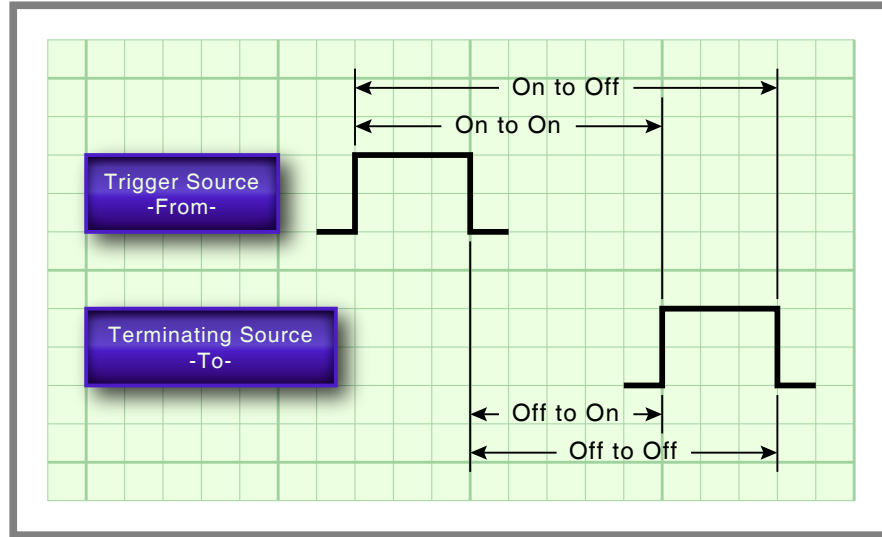 On to Off
On to On
Trigger Source
-From-
Terminating Source
-To-
Off to On
Off to Off